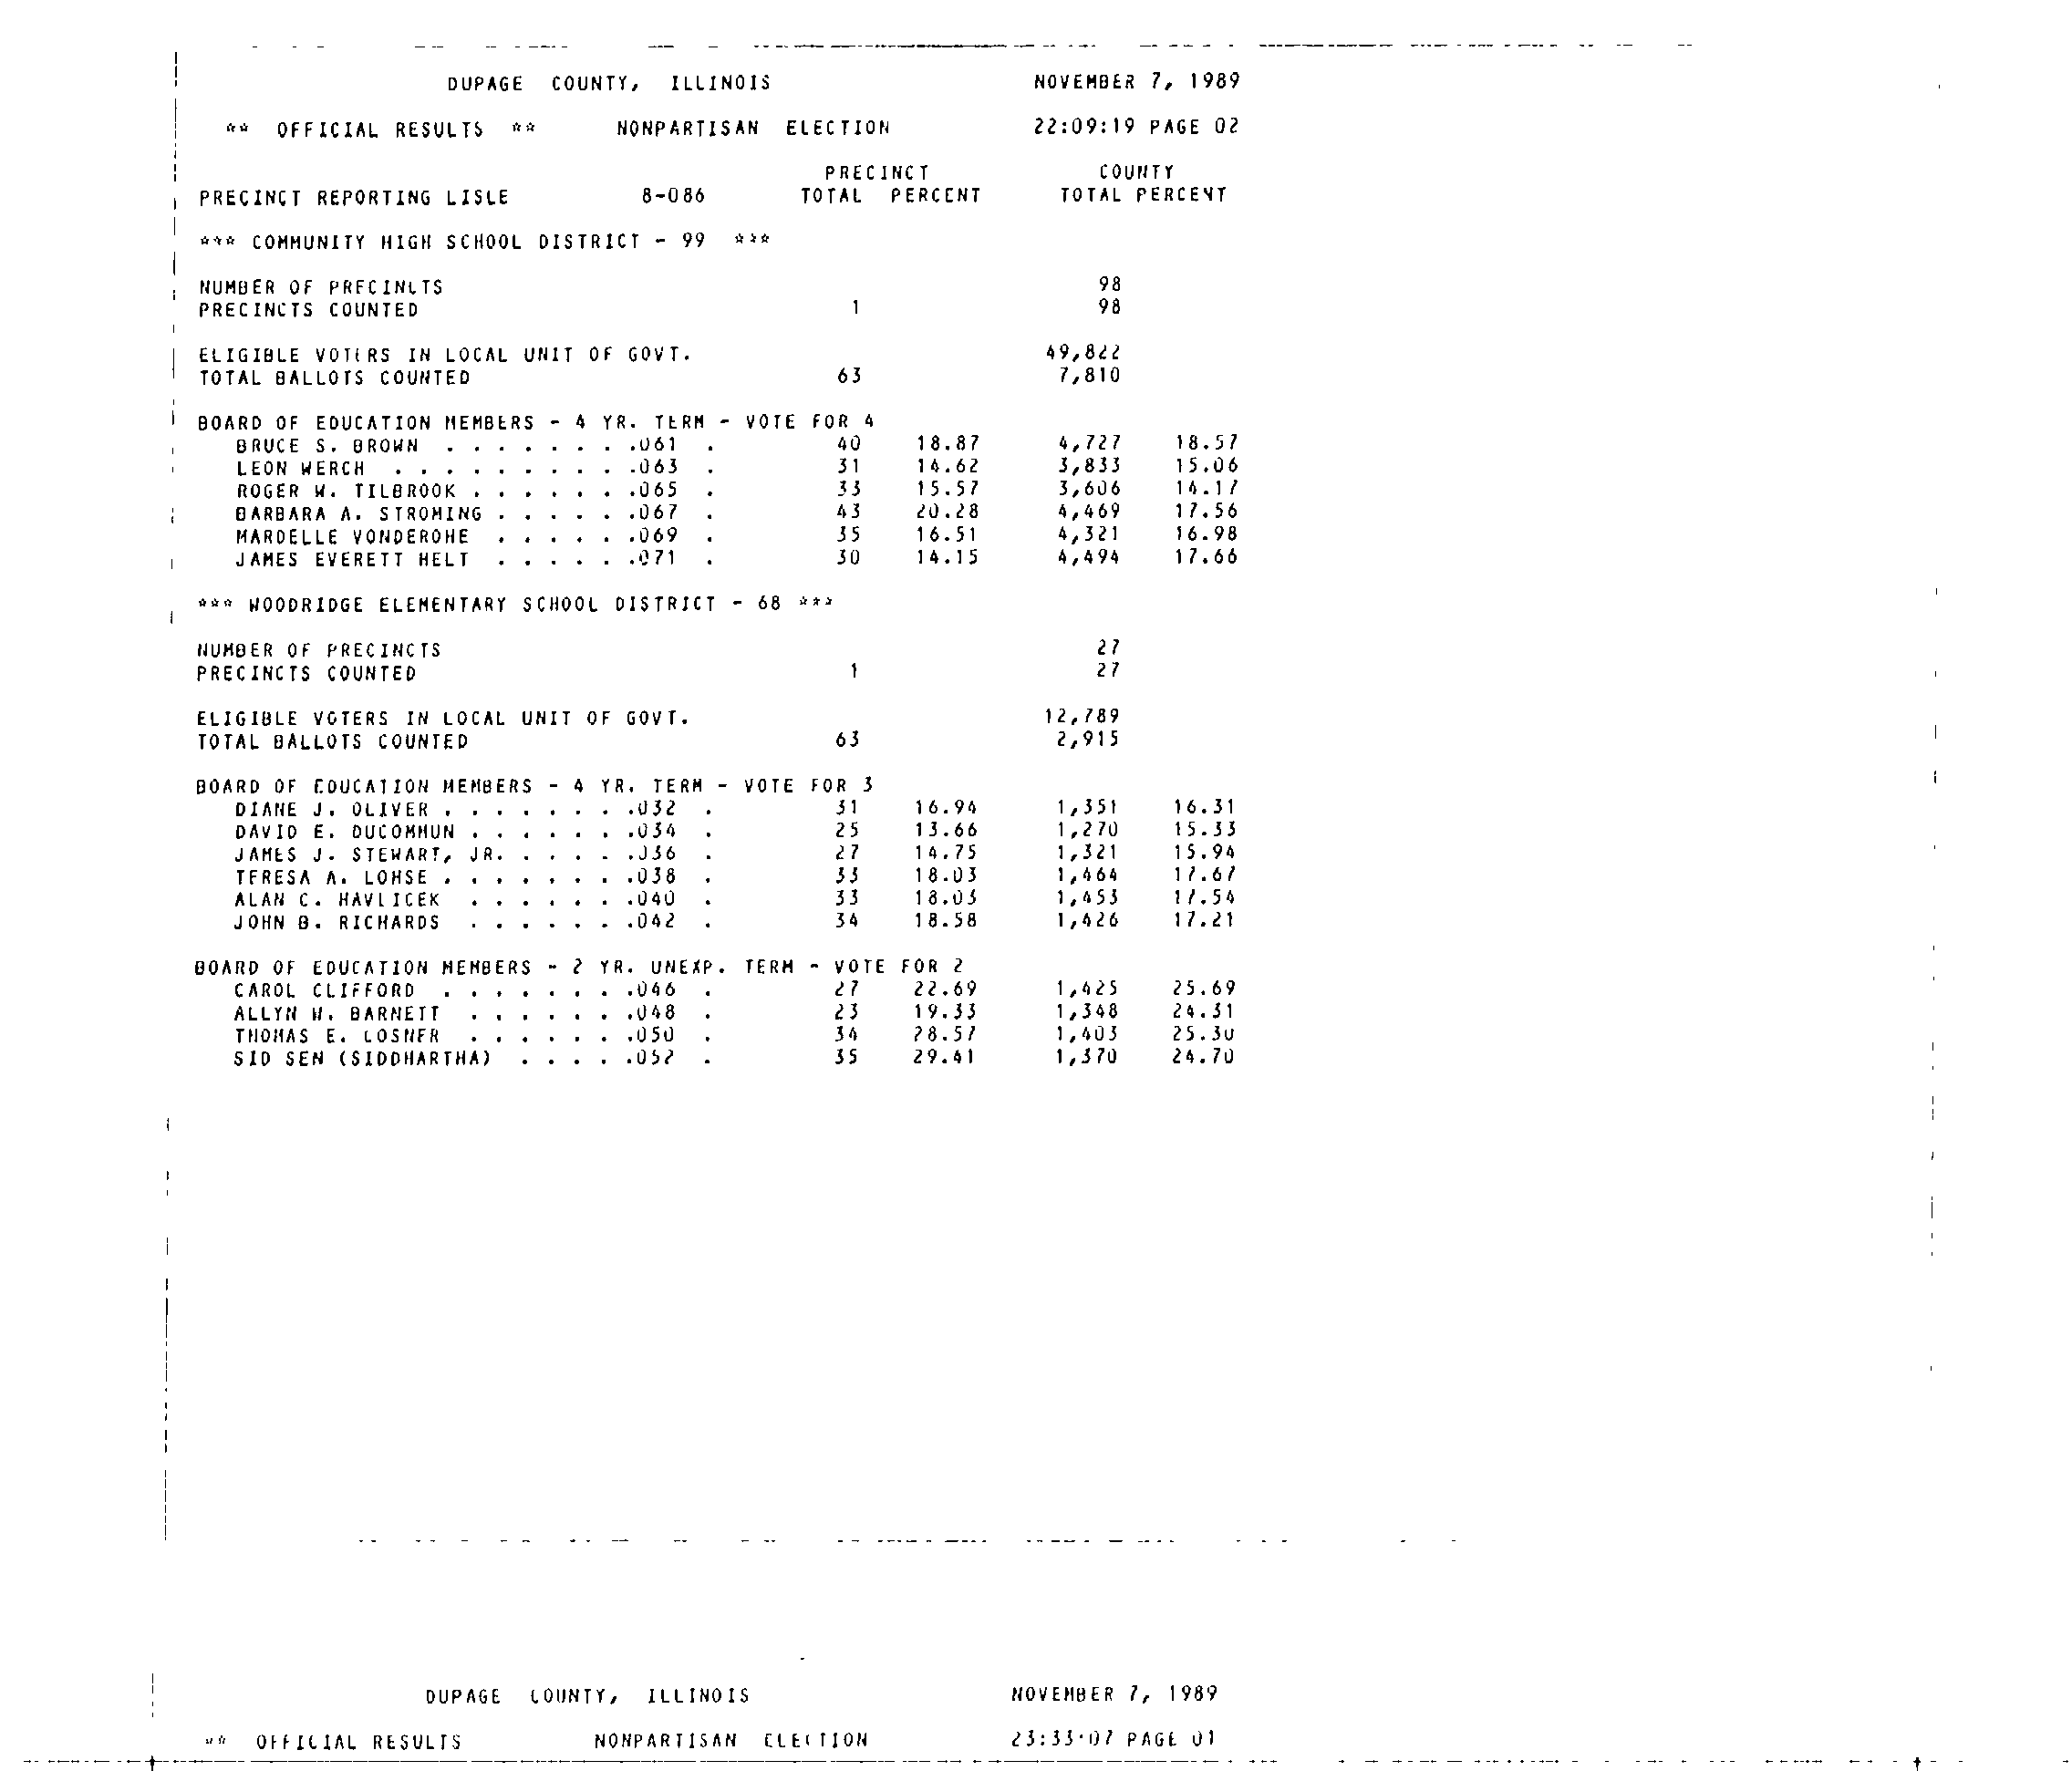 DUPAGE COUNTY, ILLINOIS NOVEMBER 7, 1989
** OFFICIAL RESULTS ** NONPARTISAN ELECTION 22:09:19 PAGE 02
PRECINCT COUNTY
PRECINCT REPORTING LISLE 8-086 TOTAL PERCENT TOTAL PERCENT
*** COMMUNITY HIGH SCHOOL DISTRICT - 99 ***
NUMBER OF PRECINCTS 98
PRECINCTS COUNTED 1 98
ELIGIBLE VOTERS IN LOCAL UNIT OF GOVT. 49,822
TOTAL BALLOTS COUNTED 63 7,810
BOARD OF EDUCATION MEMBERS - 4 YR. TERM - VOTE FOR 4
BRUCE S. BROWN . . . . . . . .061 . 40 18.87 4,727 18.57
LEON WERCH . . . . . . . . . .063 . 31 14.62 3,833 15.06
ROGER W. TILBROOK . . . . . . .065 . 33 15.57 3,606 14.17
BARBARA A. STROMING . . . . . .067 . 43 20.28 4,469 17.56
MARDELLE VONDEROHE . . . . . .069 . 35 16.51 4,321 16.98
JAMES EVERETT HELT . . . . . .071 . 30 14.15 4,494 17.66
*** WOODRIDGE ELEMENTARY SCHOOL DISTRICT - 68 ***
NUMBER OF PRECINCTS 27
PRECINCTS COUNTED 1 27
ELIGIBLE VOTERS IN LOCAL UNIT OF GOVT. 12,789
TOTAL BALLOTS COUNTED 63 2,915
BOARD OF EDUCATION MEMBERS - 4 YR. TERM - VOTE FOR 3
DIANE J. OLIVER . . . . . . . .032 . 31 16.94 1,351 16.31
DAVID E. DUCOMMUN . . . . . . .034 . 25 13.66 1,270 15.33
JAMES J. STEWART, JR. . . . . .036 . 27 14.75 1,321 15.94
TERESA A. LOHSE . . . . . . . .038 . 33 18.03 1,464 17.67
ALAN C. HAVLICEK . . . . . . .040 . 33 18.03 1,453 17.54
JOHN B. RICHARDS . . . . . . .042 . 34 18.58 1,426 17.21
BOARD OF EDUCATION MEMBERS - 2 YR. UNEXP. TERM - VOTE FOR 2
CAROL CLIFFORD . . . . . . . .046 . 27 22.69 1,425 25.69
ALLYN W. BARNETT . . . . . . .048 . 23 19.33 1,348 24.31
THOMAS E. LOSNER . . . . . . .050 . 34 28.57 1,403 25.30
SID SEN (SIDDHARTHA) . . . . .052 . 35 29.41 1,370 24.70
DUPAGE COUNTY, ILLINOIS NOVEMBER 7, 1989
** OFFICIAL RESULTS NONPARTISAN ELECTION 23:33:07 PAGE 01